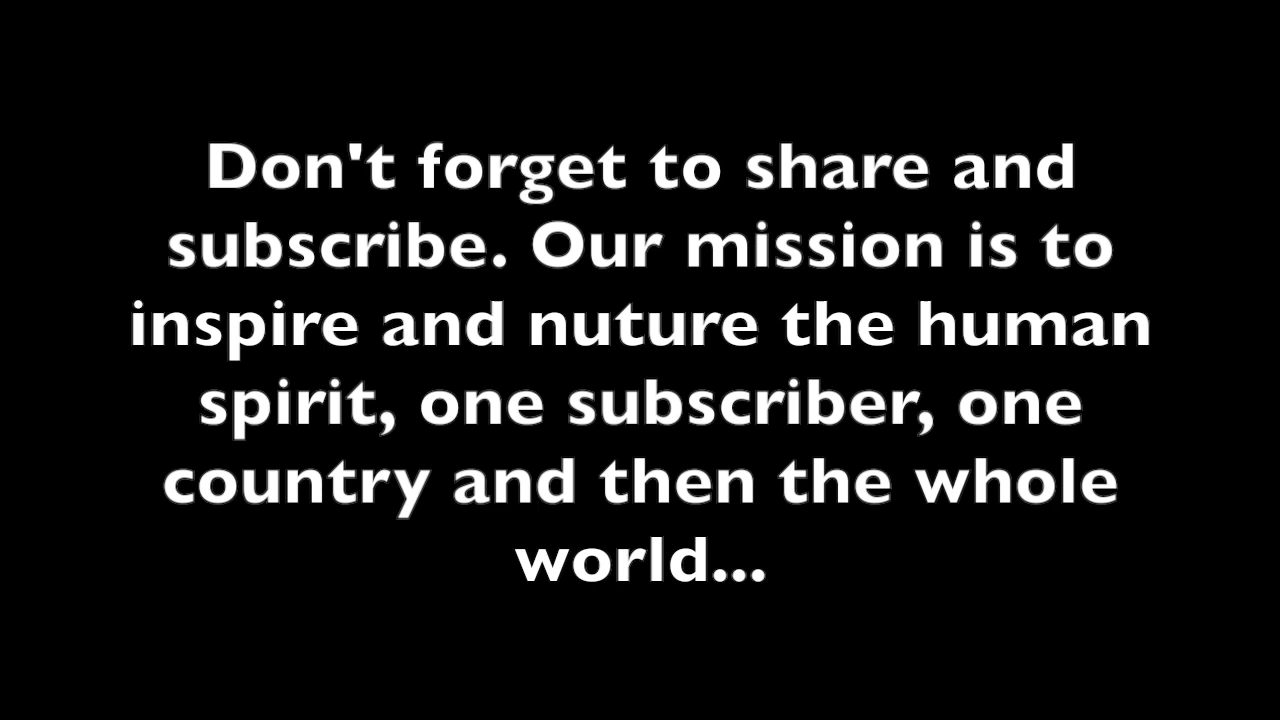 Don't forget to share and
subscribe. Our mission is to
inspire and nuture the human
spirit, one subscriber, one
country and then the whole
world...